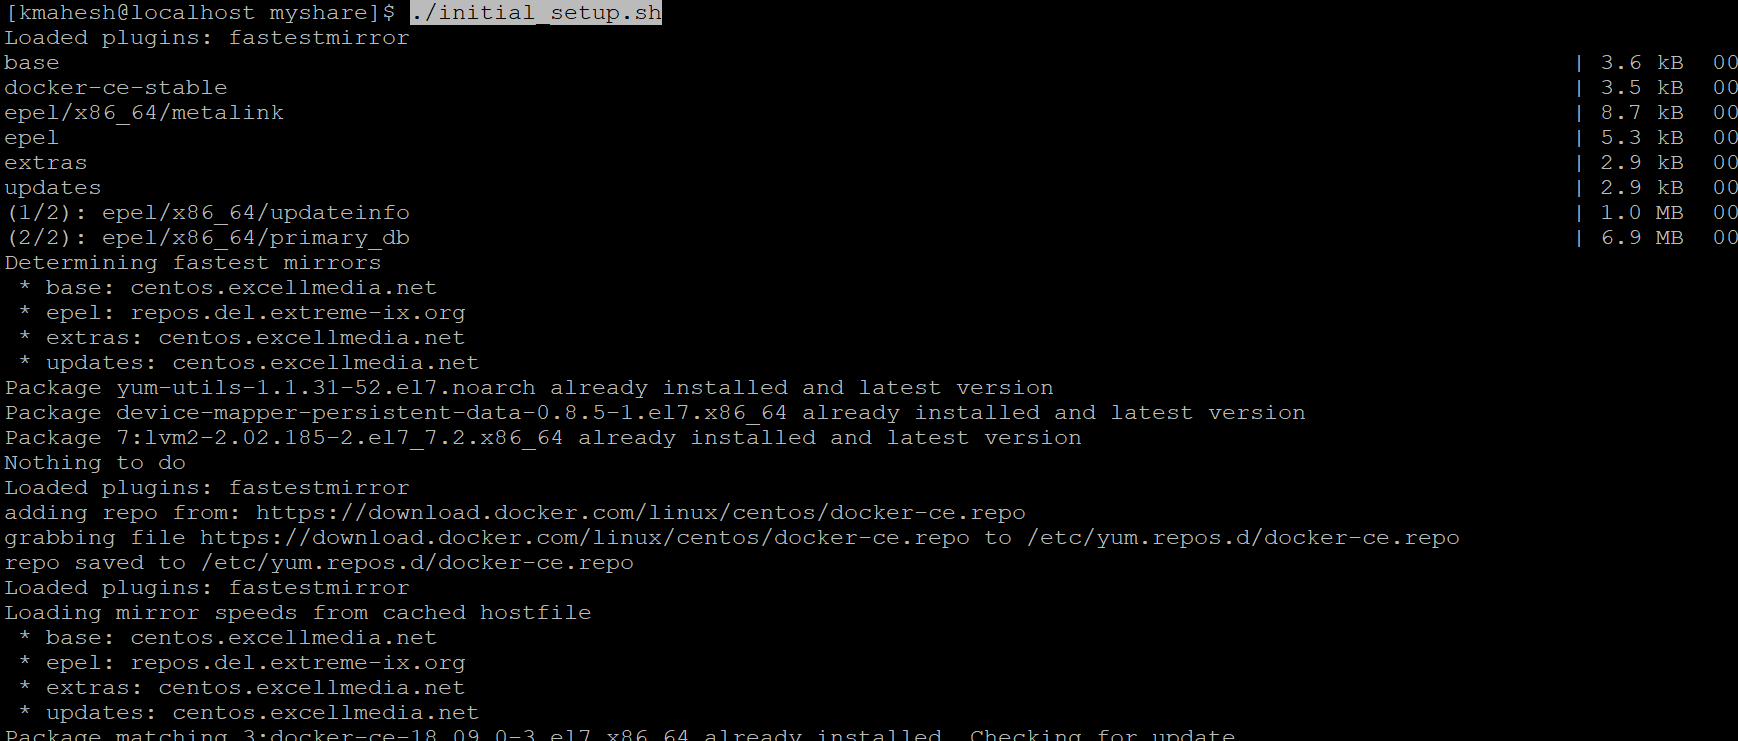 [kmahesh@localhost myshare]$ ./initial_setup.sh
Loaded plugins: fastestmirror
base | 3.6 kB 00
docker-ce-stable | 3.5 kB 00
epel/x86_64/metalink | 8.7 kB 00
epel | 5.3 kB 00
extras | 2.9 kB 00
updates | 2.9 kB 00
(1/2): epel/x86_64/updateinfo | 1.0 MB 00
(2/2): epel/x86_64/primary_db | 6.9 MB 00
Determining fastest mirrors
 * base: centos.excellmedia.net
 * epel: repos.del.extreme-ix.org
 * extras: centos.excellmedia.net
 * updates: centos.excellmedia.net
Package yum-utils-1.1.31-52.el7.noarch already installed and latest version
Package device-mapper-persistent-data-0.8.5-1.el7.x86_64 already installed and latest version
Package 7:lvm2-2.02.185-2.el7_7.2.x86_64 already installed and latest version
Nothing to do
Loaded plugins: fastestmirror
adding repo from: https://download.docker.com/linux/centos/docker-ce.repo
grabbing file https://download.docker.com/linux/centos/docker-ce.repo to /etc/yum.repos.d/docker-ce.repo
repo saved to /etc/yum.repos.d/docker-ce.repo
Loaded plugins: fastestmirror
Loading mirror speeds from cached hostfile
 * base: centos.excellmedia.net
 * epel: repos.del.extreme-ix.org
 * extras: centos.excellmedia.net
 * updates: centos.excellmedia.net
Package matching 3:docker-ce-18.09.0-3.el7.x86_64 already installed. Checking for update.